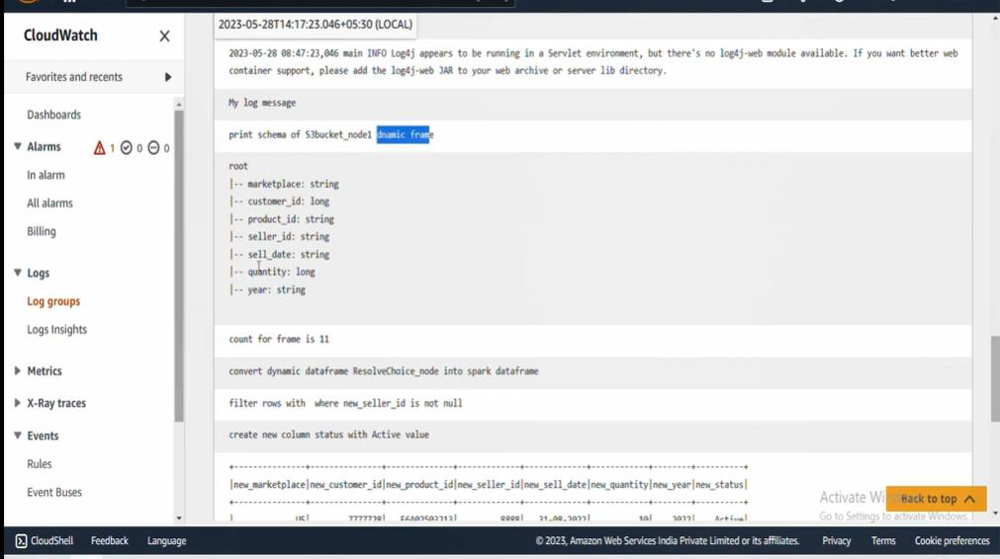 2023-05-28T14:17:23.046+05:30 (LOCAL)
CloudWatch
Favorites and recents
Dashboards
Alarms 1 0 0
In alarm
All alarms
Billing
Logs
Log groups
Logs Insights
Metrics
X-Ray traces
Events
Rules
Event Buses
2023-05-28 08:47:23,046 main INFO Log4j appears to be running in a Servlet environment, but there's no log4j-web module available. If you want better web
container support, please add the log4j-web JAR to your web archive or server lib directory.
My log message
print schema of S3bucket_node1 dnamic frame
root
|-- marketplace: string
|-- customer_id: long
|-- product_id: string
|-- seller_id: string
|-- sell_date: string
|-- quantity: long
|-- year: string
count for frame is 11
convert dynamic dataframe ResolveChoice_node into spark dataframe
filter rows with where new_seller_id is not null
create new column status with Active value
|new_marketplace|new_customer_id|new_product_id|new_seller_id|new_sell_date|new_quantity|new_year|new_status|
| US| 7777728| 8888| 31-08-2022| 10| 2022| Active|
Activate Wi
Back to top
Go to Settings to activate Windows.
CloudShell Feedback Language © 2023, Amazon Web Services India Private Limited or its affiliates. Privacy Terms Cookie preferences